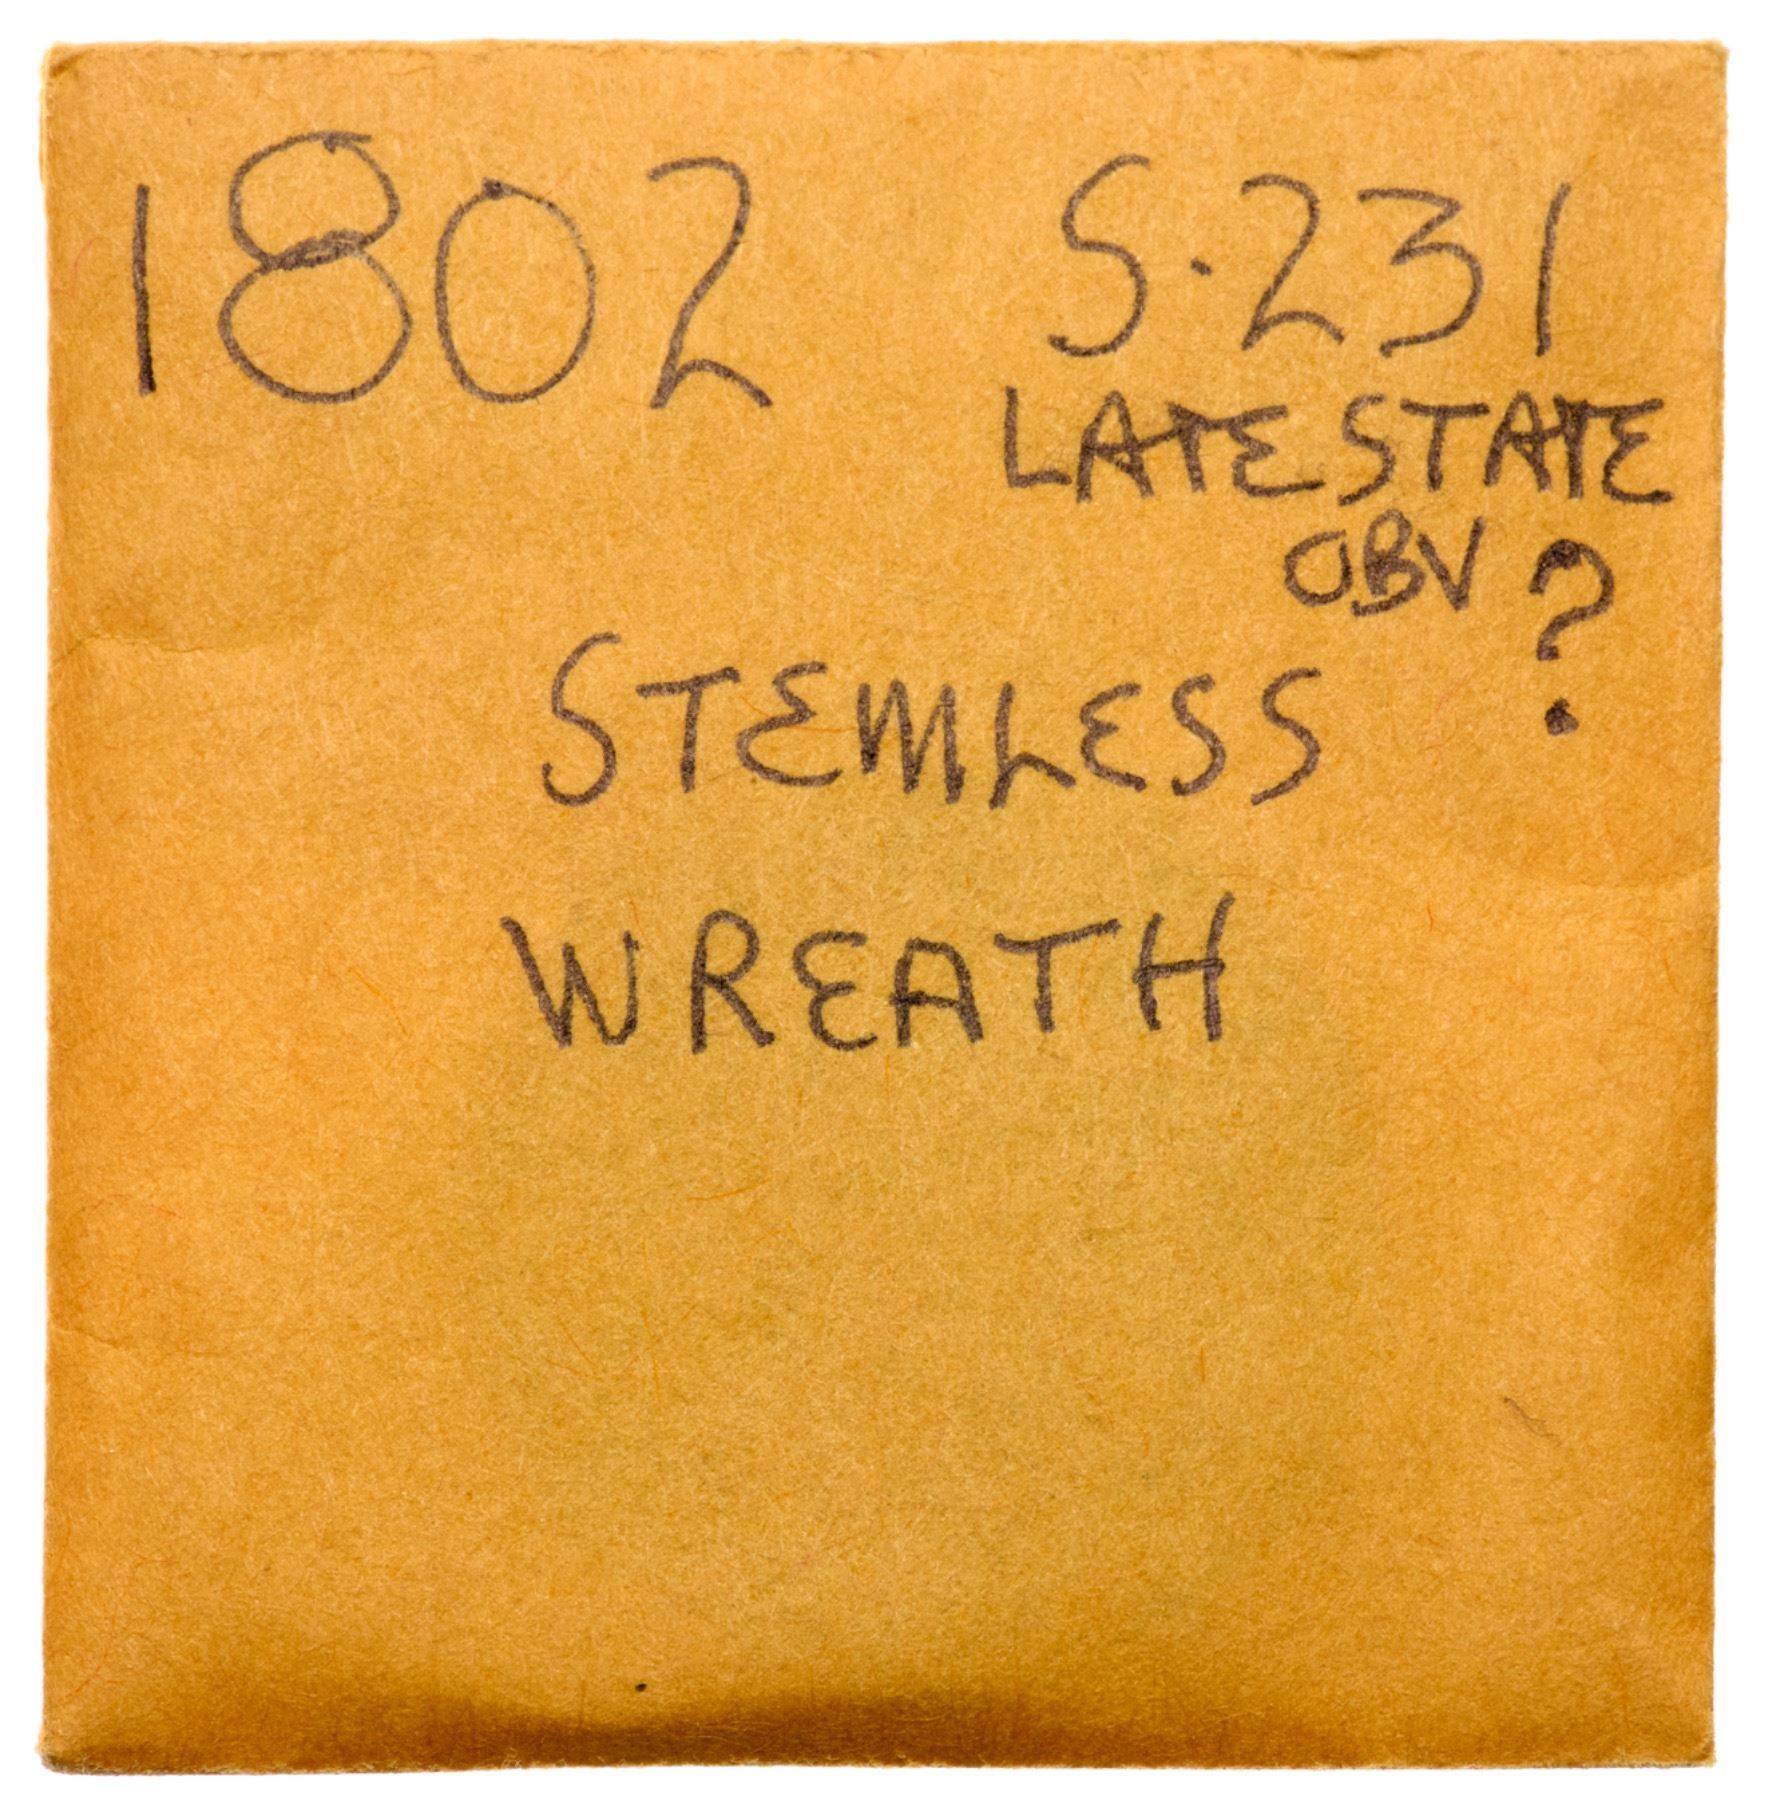 1802 S-231
LATE STATE
OBV ?
STEMLESS
WREATH